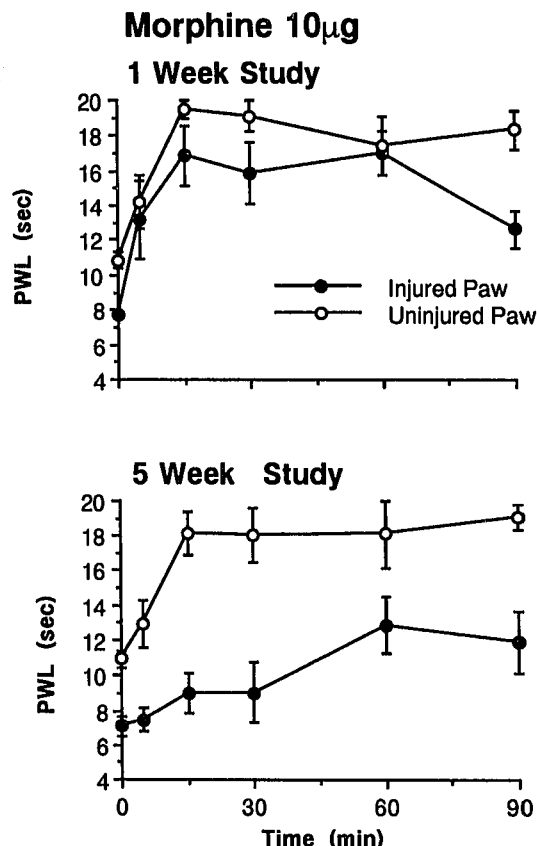 Morphine 10µg
1 Week Study
20
18
16
14
12
10
8
6
4
PWL (sec)
Injured Paw
Uninjured Paw
5 Week Study
20
18
16
14
12
10
8
6
4
PWL (sec)
0 30 60 90
Time (min)